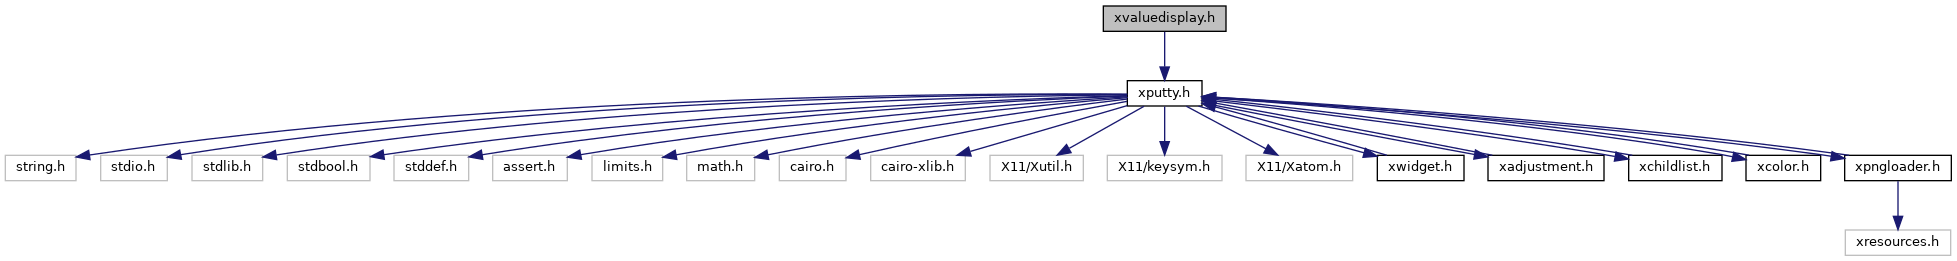 xvaluedisplay.h
xputty.h
string.h
stdio.h
stdlib.h
stdbool.h
stddef.h
assert.h
limits.h
math.h
cairo.h
cairo-xlib.h
X11/Xutil.h
X11/keysym.h
X11/Xatom.h
xwidget.h
xadjustment.h
xchildlist.h
xcolor.h
xpngloader.h
xresources.h